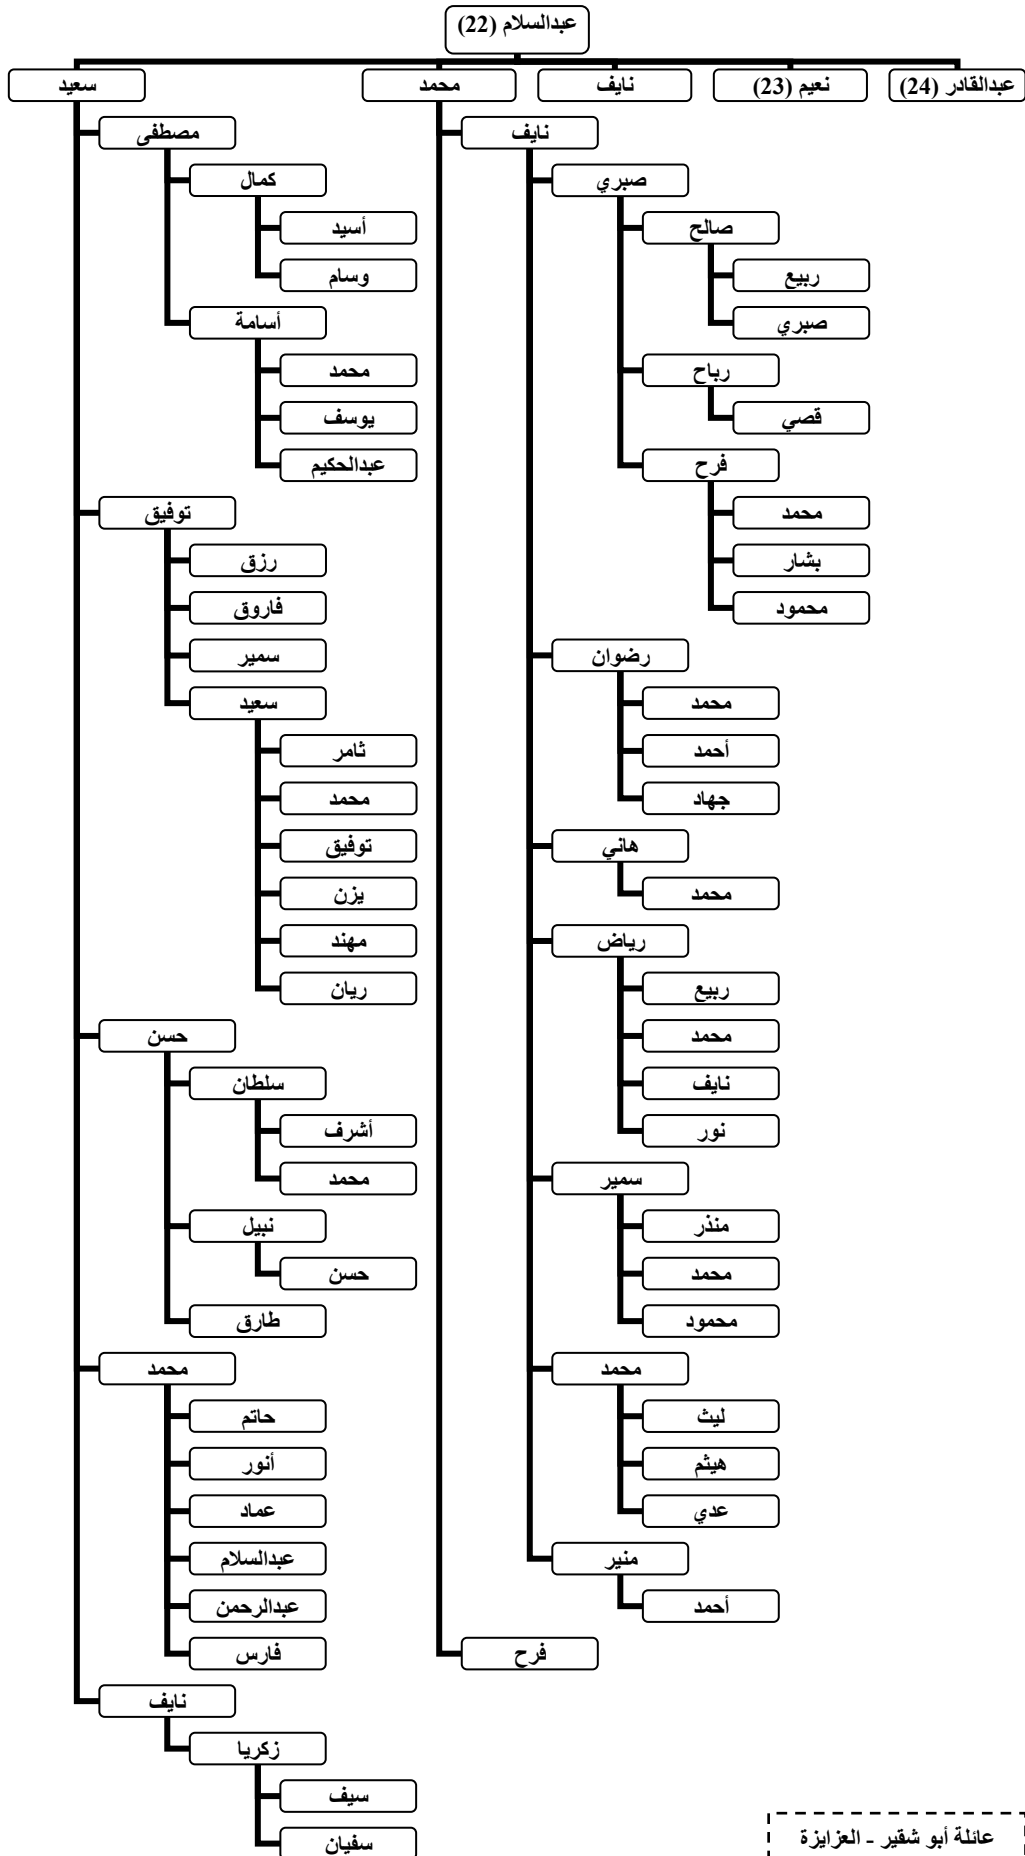 عبدالسلام (22)
عبدالقادر (24)
نعيم (23)
نايف
محمد
سعيد
نايف
صبري
صالح
ربيع
صبري
رباح
قصي
فرح
محمد
بشار
محمود
رضوان
محمد
أحمد
جهاد
هاني
محمد
رياض
ربيع
محمد
نايف
نور
سمير
منذر
محمد
محمود
محمد
ليث
هيثم
عدي
منير
أحمد
فرح
مصطفى
كمال
أسيد
وسام
أسامة
محمد
يوسف
عبدالحكيم
توفيق
رزق
فاروق
سمير
سعيد
ثامر
محمد
توفيق
يزن
مهند
ريان
حسن
سلطان
أشرف
محمد
نبيل
حسن
طارق
محمد
حاتم
أنور
عماد
عبدالسلام
عبدالرحمن
فارس
نايف
زكريا
سيف
سفيان
عائلة أبو شقير - العزايزة